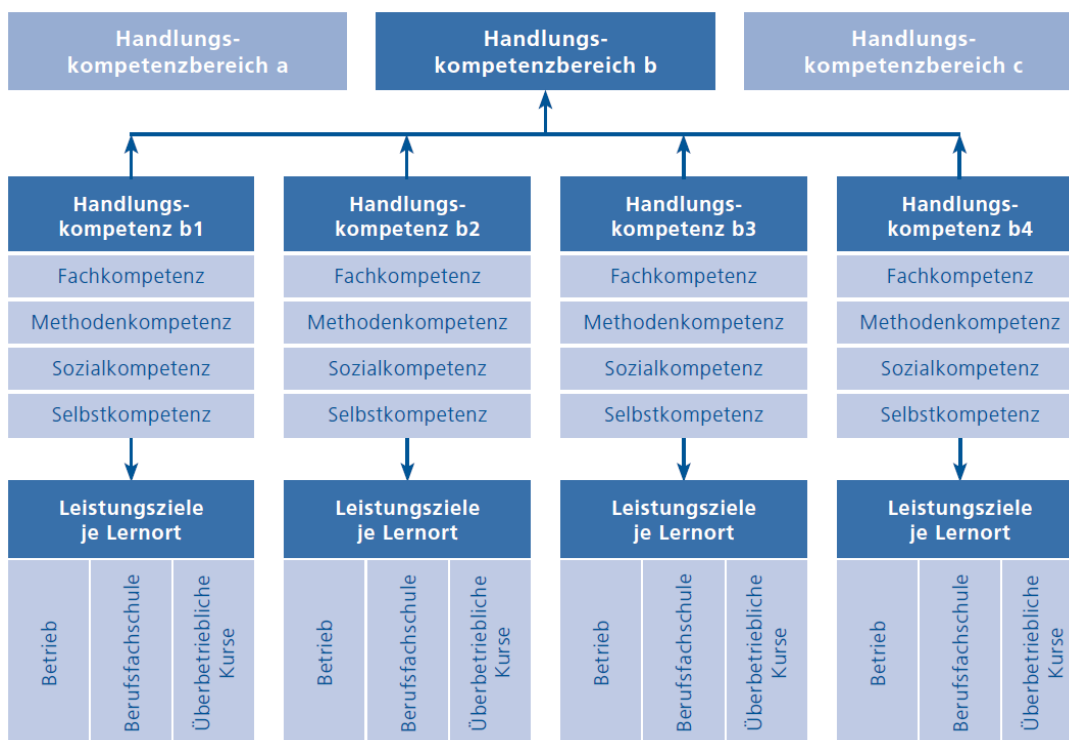 Handlungs-
kompetenzbereich a
Handlungs-
kompetenzbereich b
Handlungs-
kompetenzbereich c
Handlungs-
kompetenz b1
Fachkompetenz
Methodenkompetenz
Sozialkompetenz
Selbstkompetenz
Leistungsziele
je Lernort
Betrieb
Berufsfachschule
Überbetriebliche
Kurse
Handlungs-
kompetenz b2
Fachkompetenz
Methodenkompetenz
Sozialkompetenz
Selbstkompetenz
Leistungsziele
je Lernort
Betrieb
Berufsfachschule
Überbetriebliche
Kurse
Handlungs-
kompetenz b3
Fachkompetenz
Methodenkompetenz
Sozialkompetenz
Selbstkompetenz
Leistungsziele
je Lernort
Betrieb
Berufsfachschule
Überbetriebliche
Kurse
Handlungs-
kompetenz b4
Fachkompetenz
Methodenkompetenz
Sozialkompetenz
Selbstkompetenz
Leistungsziele
je Lernort
Betrieb
Berufsfachschule
Überbetriebliche
Kurse